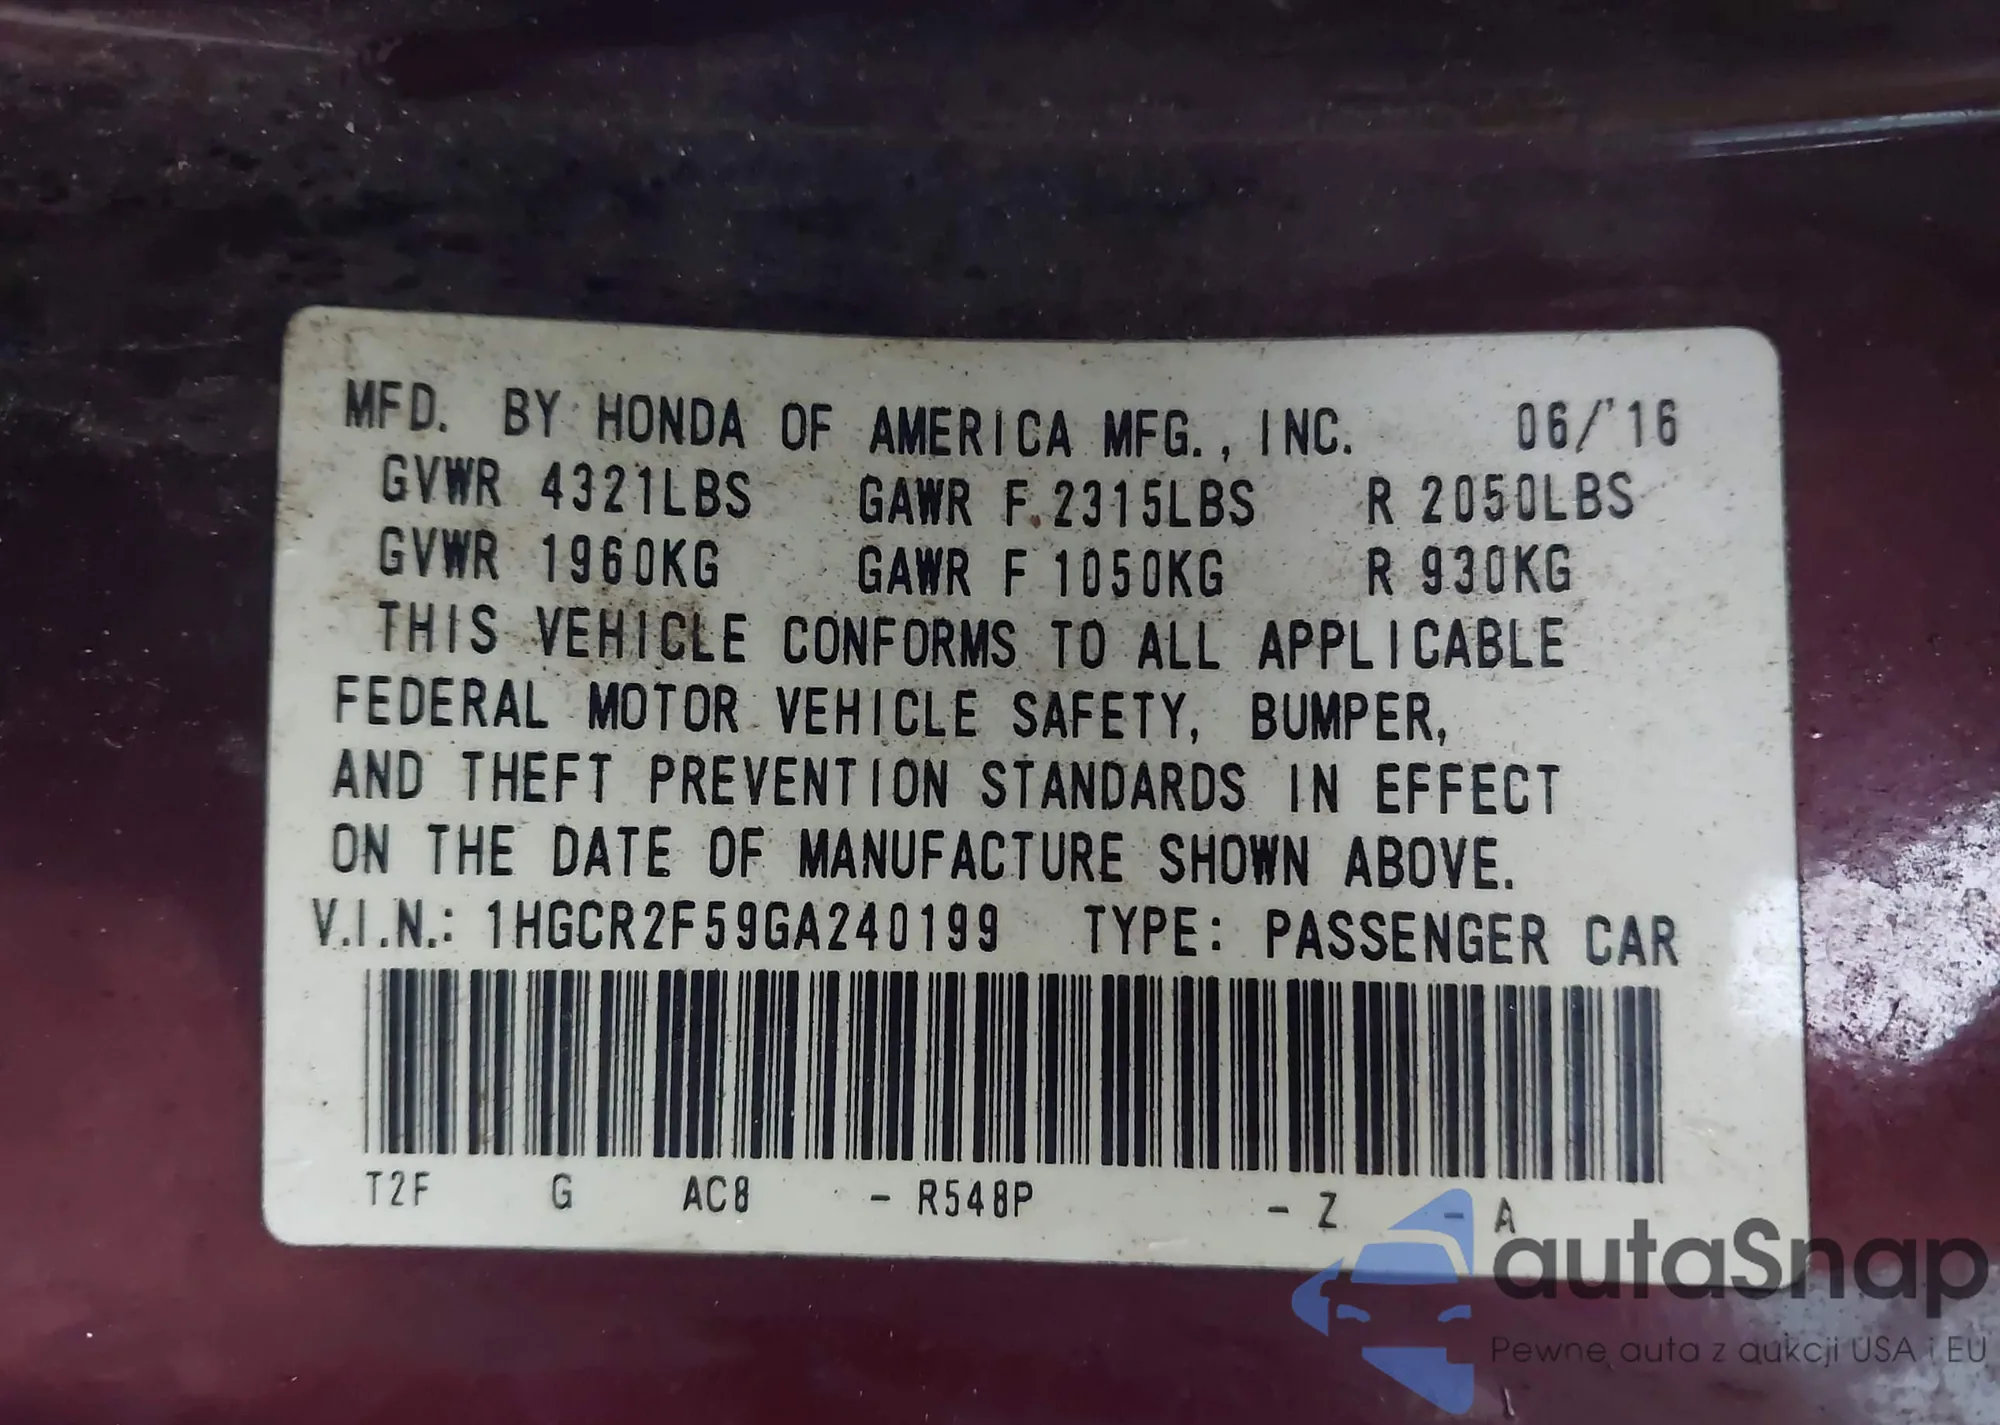 MFD. BY HONDA OF AMERICA MFG., INC. 06/'16
GVWR 4321LBS GAWR F 2315LBS R 2050LBS
GVWR 1960KG GAWR F 1050KG R 930KG
THIS VEHICLE CONFORMS TO ALL APPLICABLE
FEDERAL MOTOR VEHICLE SAFETY, BUMPER,
AND THEFT PREVENTION STANDARDS IN EFFECT
ON THE DATE OF MANUFACTURE SHOWN ABOVE.
V.I.N.: 1HGCR2F59GA240199 TYPE: PASSENGER CAR
T2F G AC8 - R548P - Z - A
autaSnap
Pewne auta z aukcji USA i EU